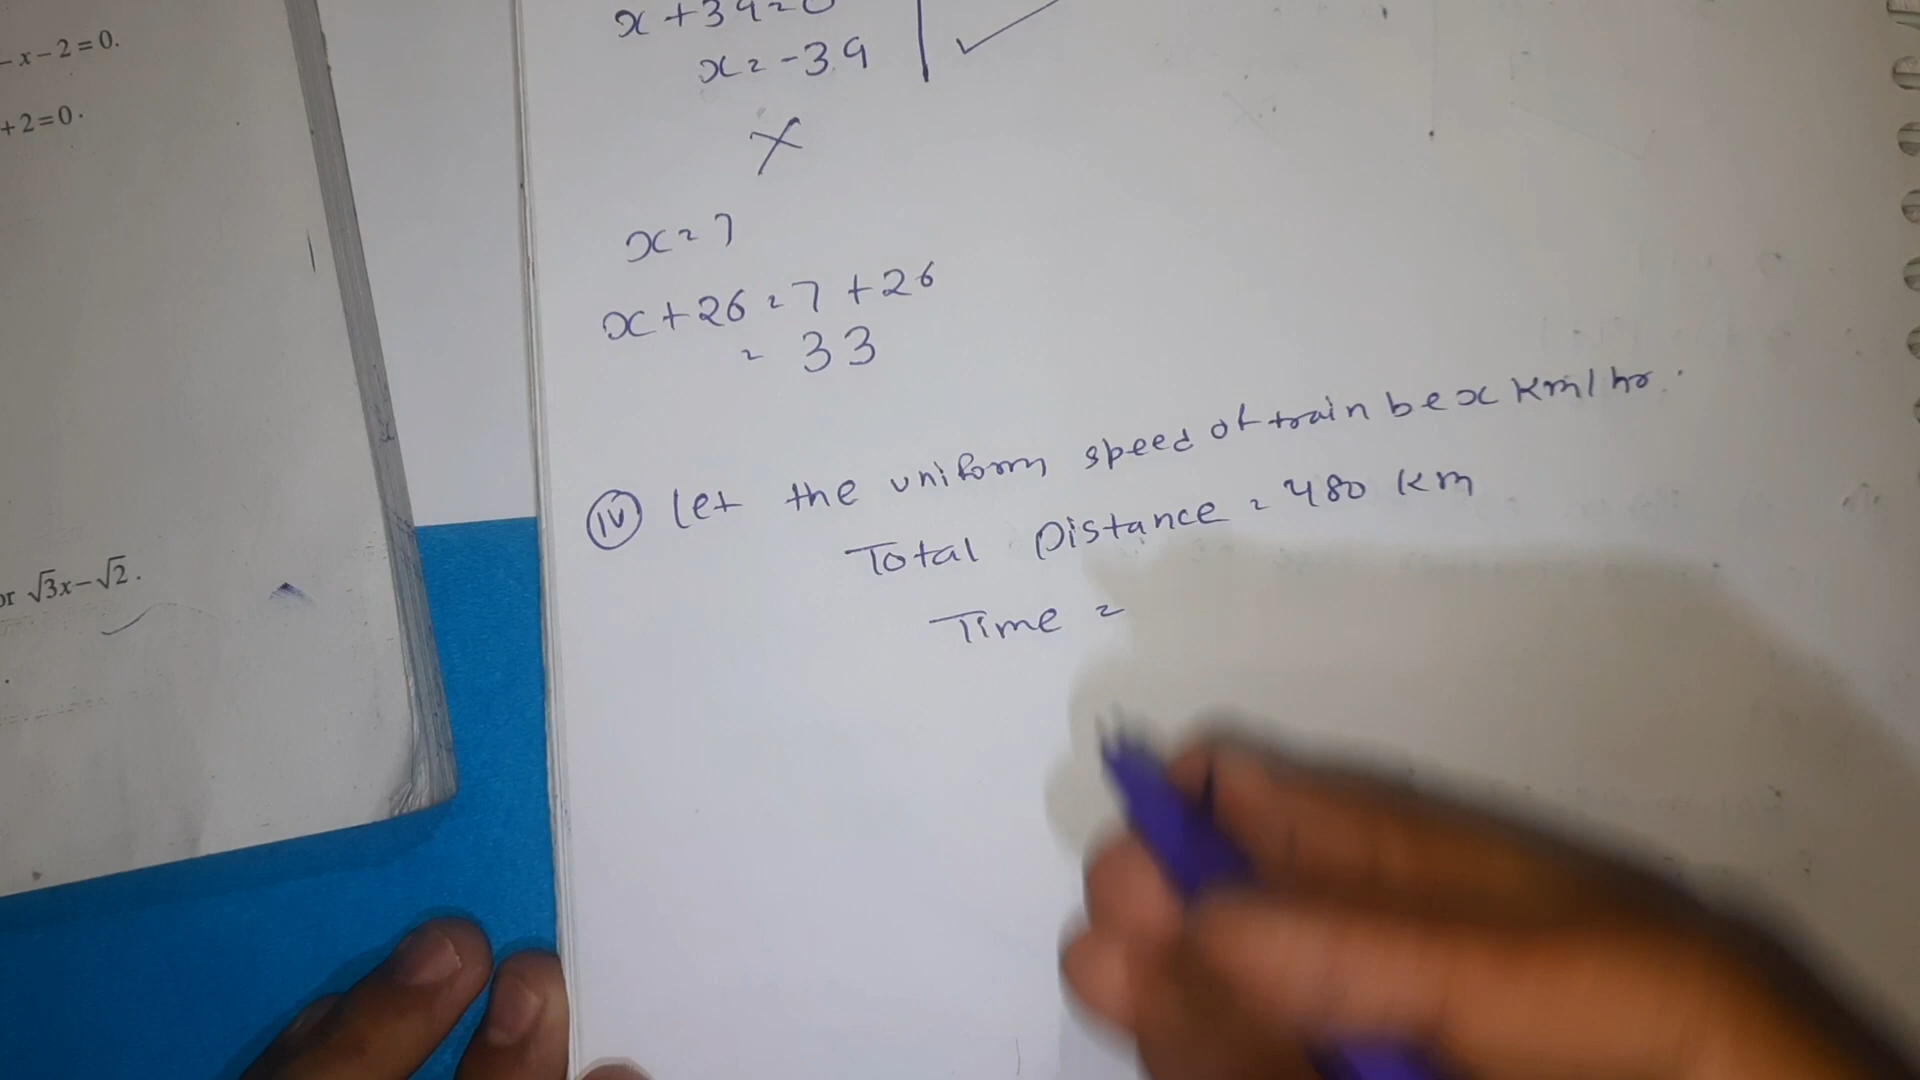 -x-2=0.
+2=0.
or √3x-√2.
x+39=0
x=-39
x=7
x+26=7+26
= 33
(iv) Let the uniform speed of train be x Km/hr.
Total Distance = 480 Km
Time =